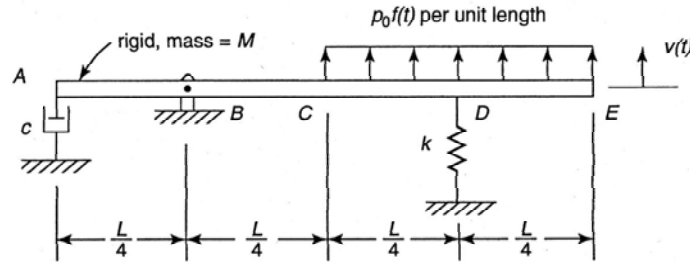 p₀f(t) per unit length
rigid, mass = M
v(t)
A
B
C
D
E
c
k
L/4
L/4
L/4
L/4